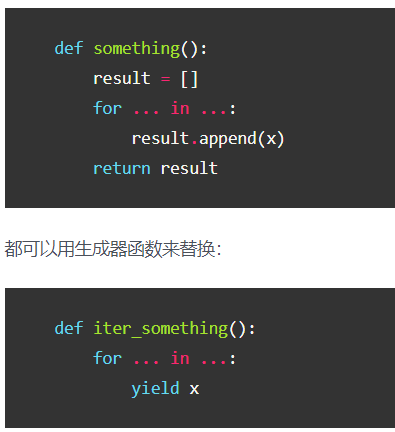 def something():
    result = []
    for ... in ...:
        result.append(x)
    return result
都可以用生成器函数来替换：
def iter_something():
    for ... in ...:
        yield x